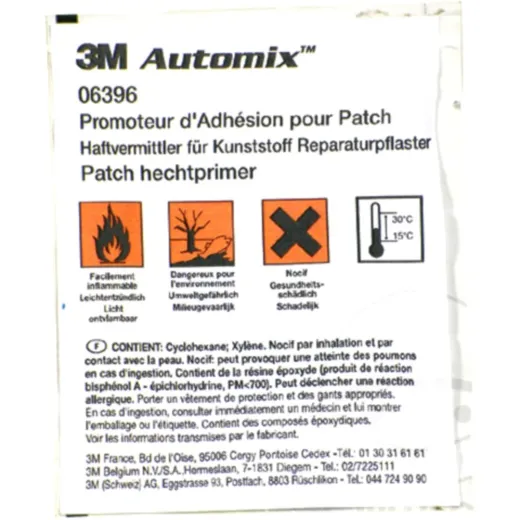 3M Automix™
06396
Promoteur d'Adhésion pour Patch
Haftvermittler für Kunststoff Reparaturpflaster
Patch hechtprimer
Facilement
inflammable
Leichtentzündlich
Licht
ontvlambaar
Dangereux pour
l'environnement
Umweltgefährlich
Milieugevaarlijk
Nocif
Gesundheits-
schädlich
Schadelijk
30°C
15°C
F CONTIENT: Cyclohexane; Xylène. Nocif par inhalation et par
contact avec la peau. Nocif: peut provoquer une atteinte des poumons
en cas d'ingestion. Contient de la résine époxyde (produit de réaction
bisphénol A - épichlorhydrine, PM<700). Peut déclencher une réaction
allergique. Porter un vêtement de protection et des gants appropriés.
En cas d'ingestion, consulter immédiatement un médecin et lui montrer
l'emballage ou l'étiquette. Contient des composés époxydiques.
Voir les informations transmises par le fabricant.
3M France, Bd de l'Oise, 95006 Cergy Pontoise Cedex -Tél.: 01 30 31 61 61
3M Belgium N.V./S.A.,Hermeslaan, 7-1831 Diegem - Tel.: 02/7225111
3M (Schweiz) AG, Eggstrasse 93, Postfach, 8803 Rüschlikon - Tel: 044 724 90 90